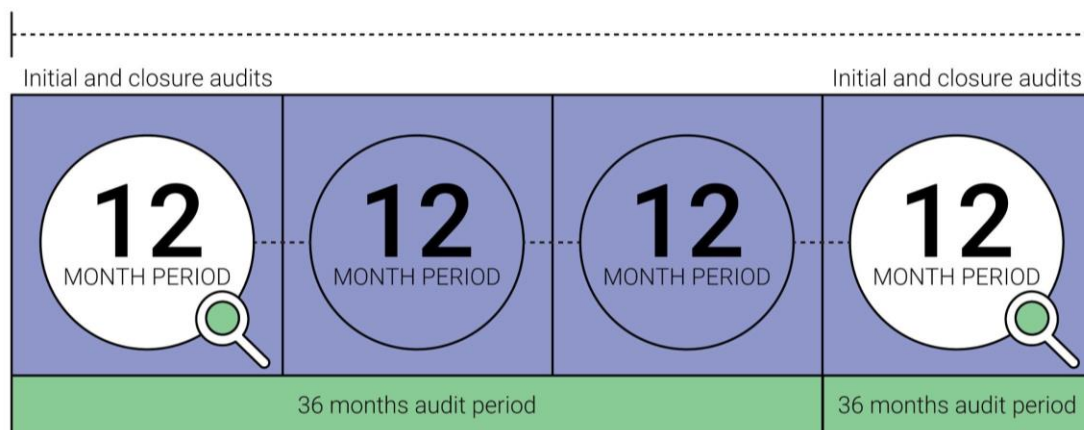 Initial and closure audits
Initial and closure audits
12
MONTH PERIOD
12
MONTH PERIOD
12
MONTH PERIOD
12
MONTH PERIOD
36 months audit period
36 months audit period